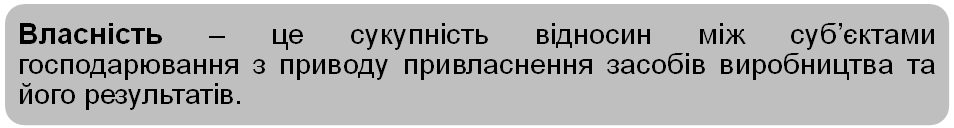 Власність – це сукупність відносин між суб’єктами
господарювання з приводу привласнення засобів виробництва та
його результатів.